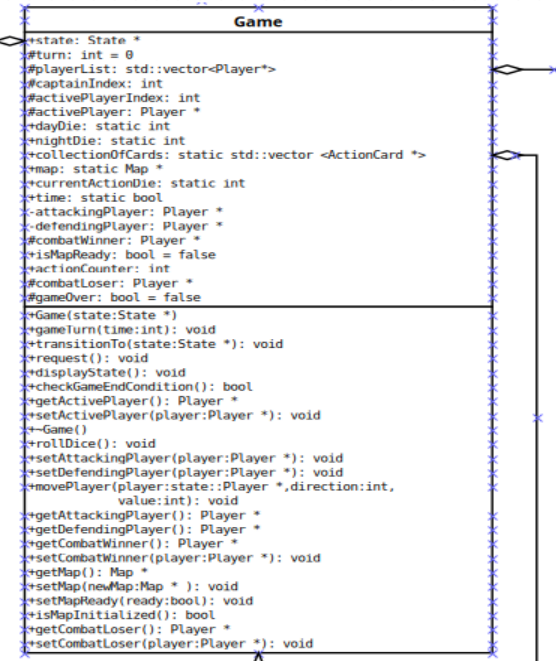 Game
+state: State *
#turn: int = 0
#playerList: std::vector<Player*>
#captainIndex: int
#activePlayerIndex: int
#activePlayer: Player *
+dayDie: static int
+nightDie: static int
+collectionOfCards: static std::vector <ActionCard *>
+map: static Map *
+currentActionDie: static int
+time: static bool
-attackingPlayer: Player *
-defendingPlayer: Player *
#combatWinner: Player *
+isMapReady: bool = false
+actionCounter: int
#combatLoser: Player *
#gameOver: bool = false
+Game(state:State *)
+gameTurn(time:int): void
+transitionTo(state:State *): void
+request(): void
+displayState(): void
+checkGameEndCondition(): bool
+getActivePlayer(): Player *
+setActivePlayer(player:Player *): void
+~Game()
+rollDice(): void
+setAttackingPlayer(player:Player *): void
+setDefendingPlayer(player:Player *): void
+movePlayer(player:state::Player *,direction:int,
value:int): void
+getAttackingPlayer(): Player *
+getDefendingPlayer(): Player *
+getCombatWinner(): Player *
+setCombatWinner(player:Player *): void
+getMap(): Map *
+setMap(newMap:Map * ): void
+setMapReady(ready:bool): void
+isMapInitialized(): bool
+getCombatLoser(): Player *
+setCombatLoser(player:Player *): void